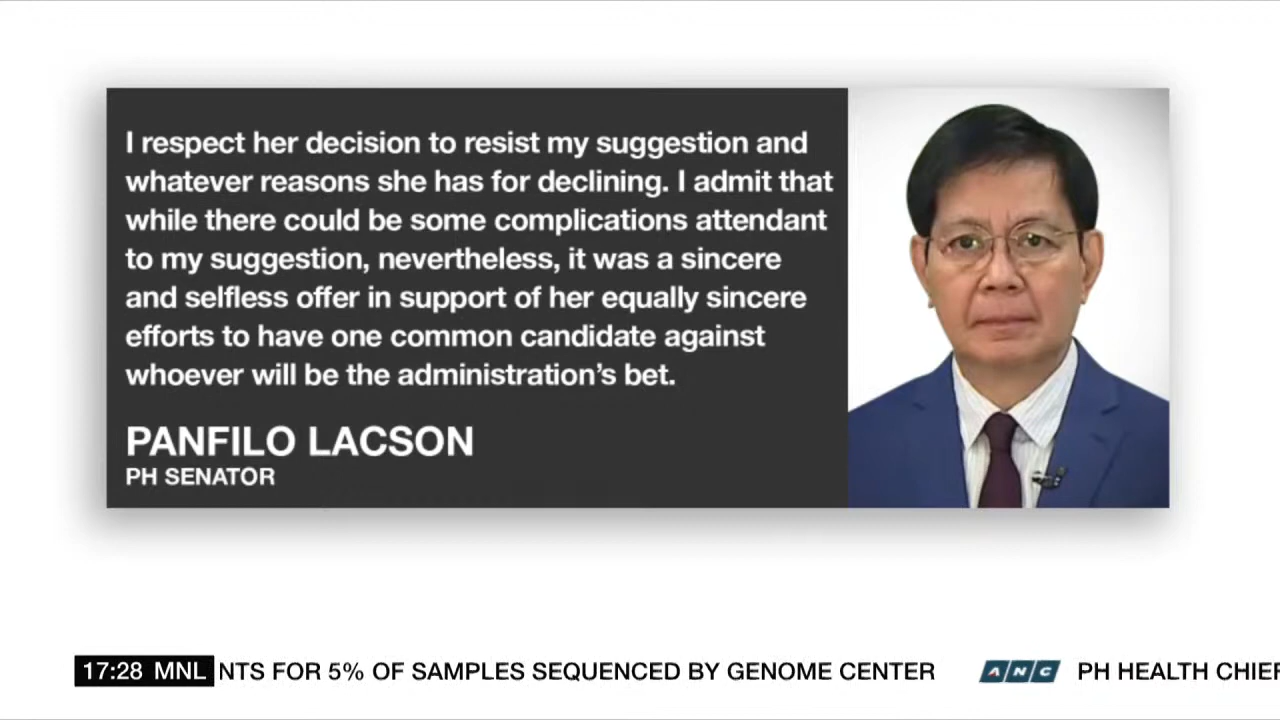 I respect her decision to resist my suggestion and
whatever reasons she has for declining. I admit that
while there could be some complications attendant
to my suggestion, nevertheless, it was a sincere
and selfless offer in support of her equally sincere
efforts to have one common candidate against
whoever will be the administration's bet.
PANFILO LACSON
PH SENATOR
17:28 MNL NTS FOR 5% OF SAMPLES SEQUENCED BY GENOME CENTER ANC PH HEALTH CHIEF